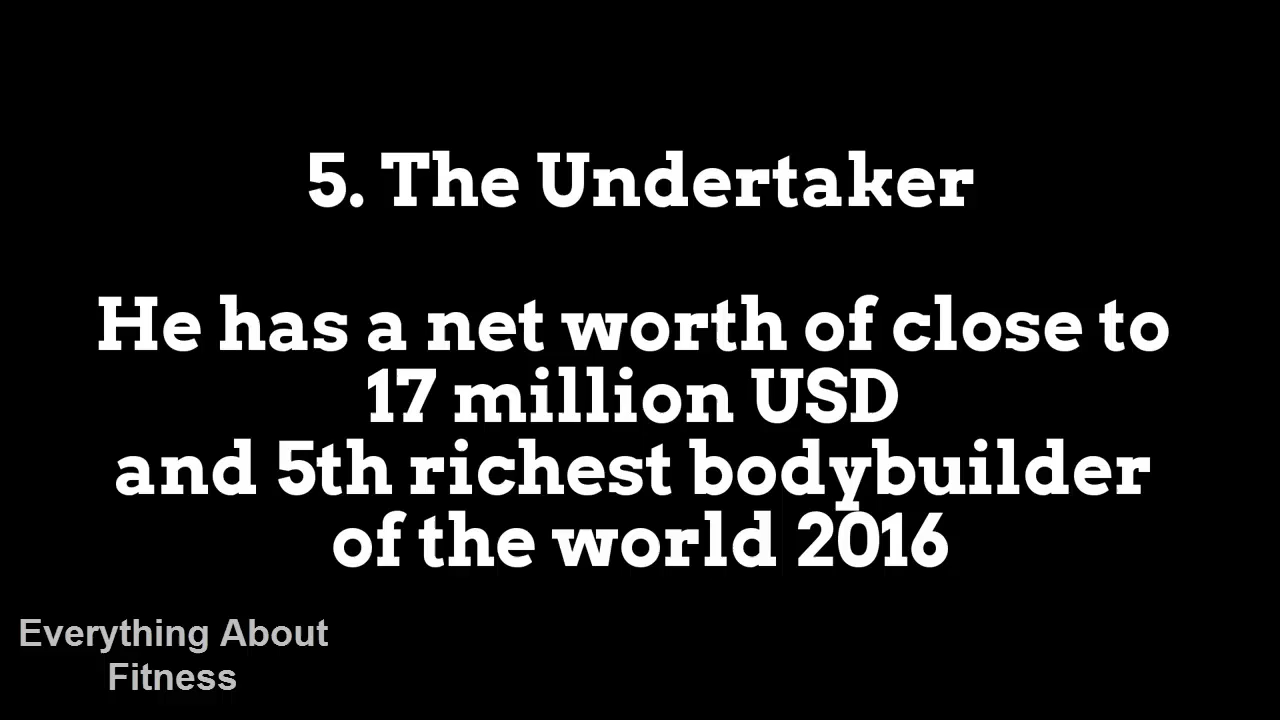 5. The Undertaker
He has a net worth of close to
17 million USD
and 5th richest bodybuilder
of the world 2016
Everything About
Fitness